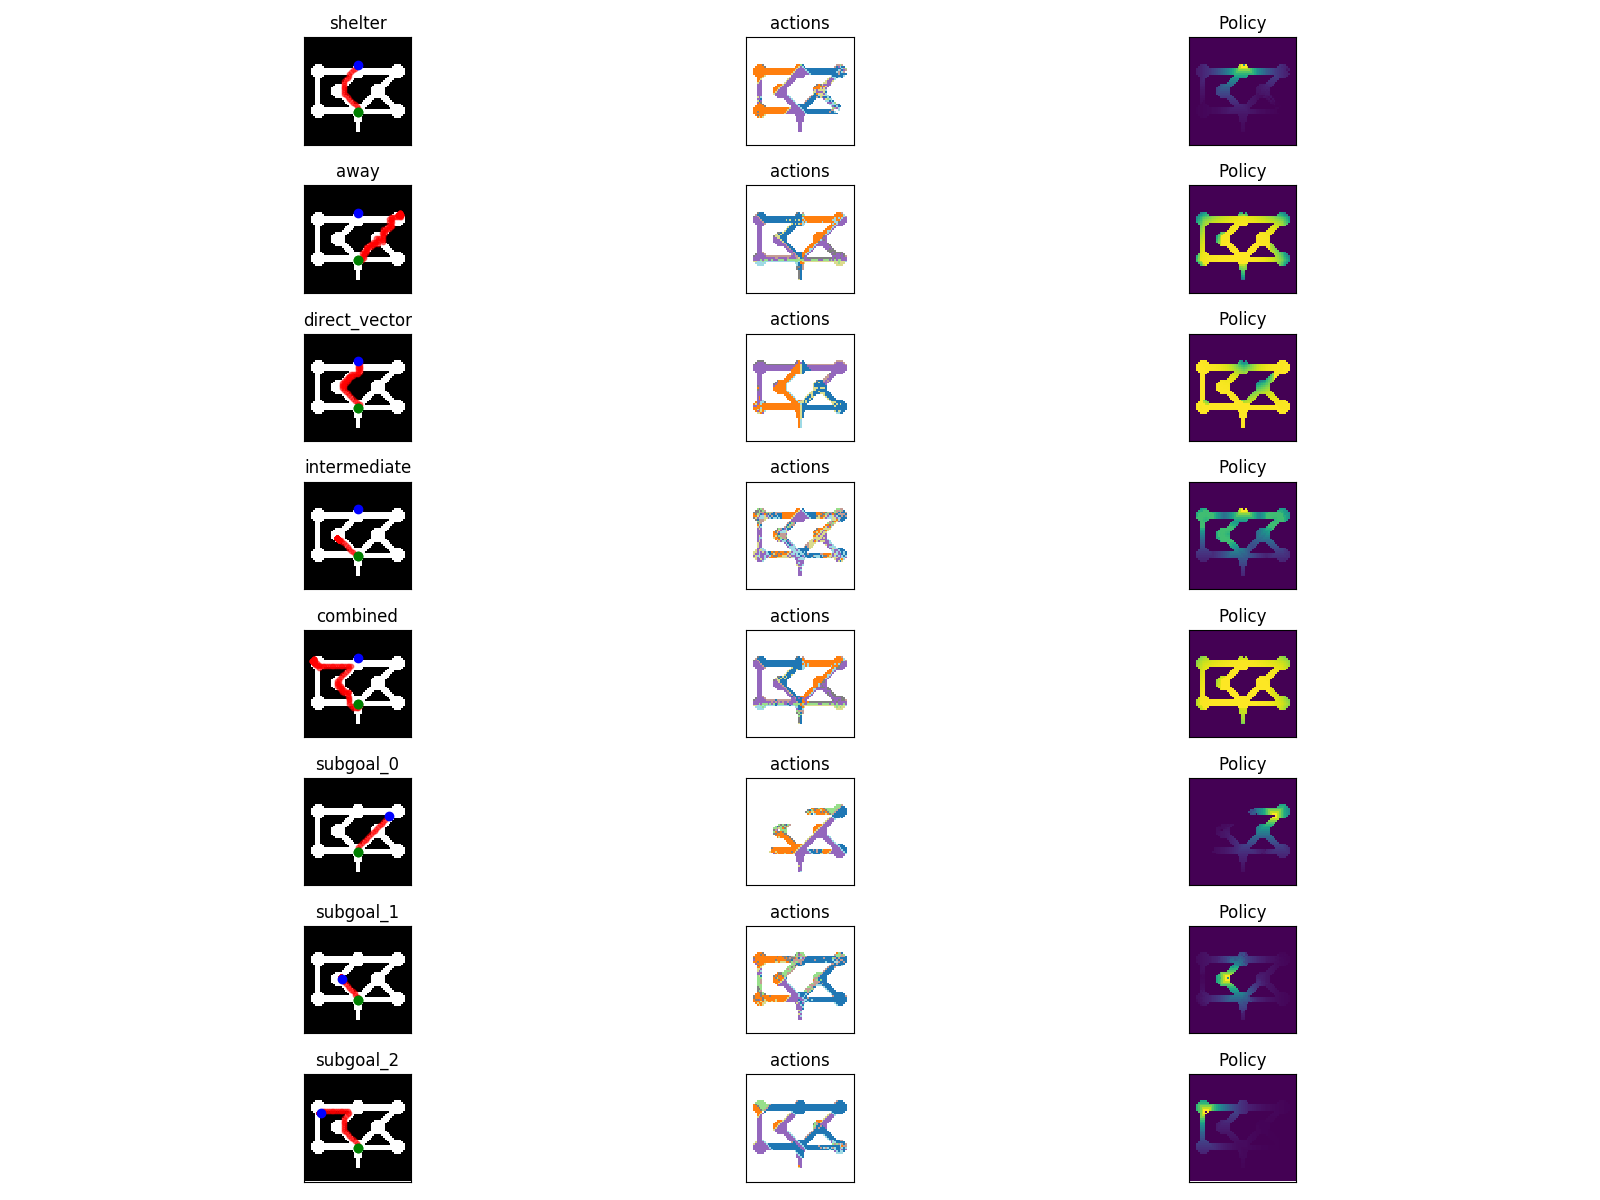 shelter actions Policy
away actions Policy
direct_vector actions Policy
intermediate actions Policy
combined actions Policy
subgoal_0 actions Policy
subgoal_1 actions Policy
subgoal_2 actions Policy